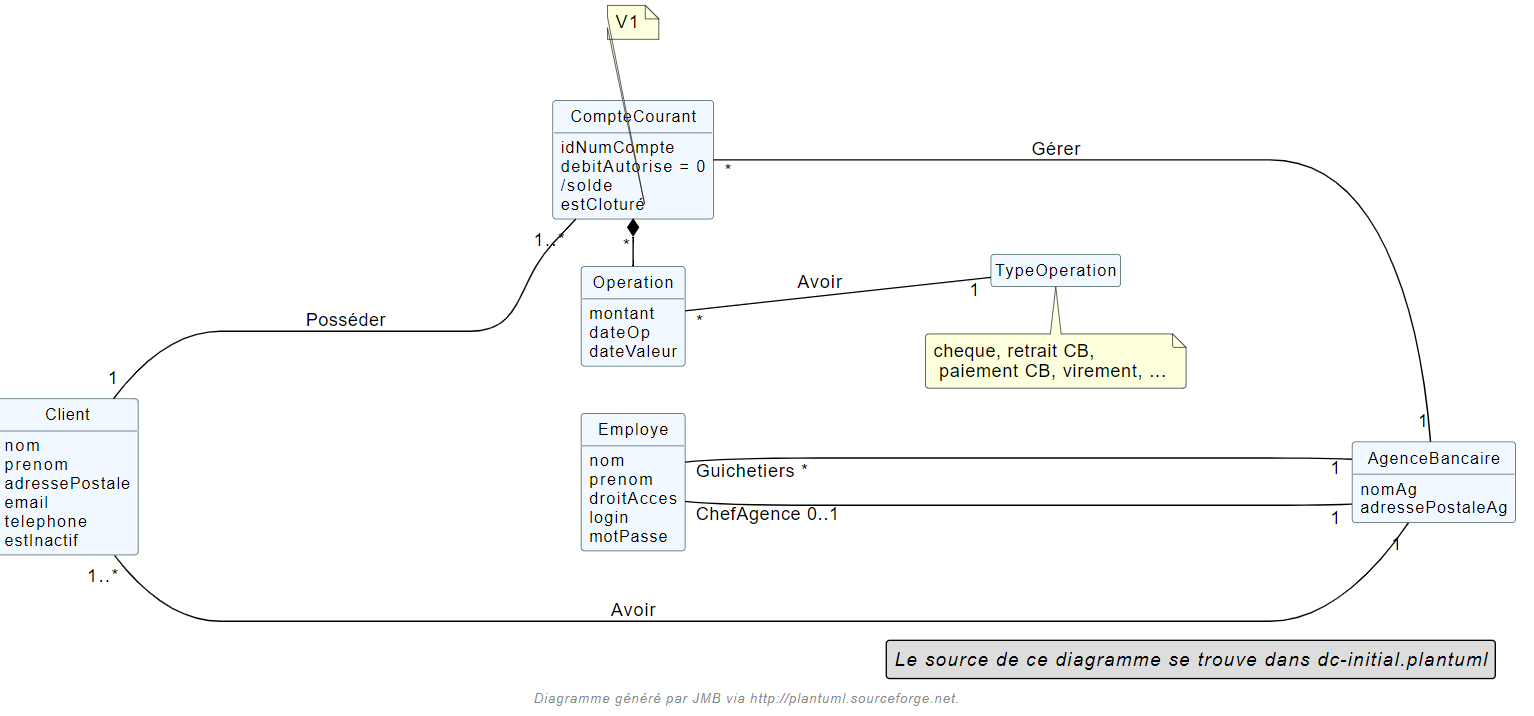 V1
CompteCourant
idNumCompte
debitAutorise = 0
/solde
estCloturé
*
Gérer
1..*
*
Operation
montant
dateOp
dateValeur
Avoir
*
1
TypeOperation
cheque, retrait CB,
paiement CB, virement, ...
Posséder
1
Client
nom
prenom
adressePostale
email
telephone
estInactif
1..*
Employe
nom
prenom
droitAcces
login
motPasse
Guichetiers *
1
ChefAgence 0..1
1
1
AgenceBancaire
nomAg
adressePostaleAg
1
Avoir
Le source de ce diagramme se trouve dans dc-initial.plantuml
Diagramme généré par JMB via http://plantuml.sourceforge.net.